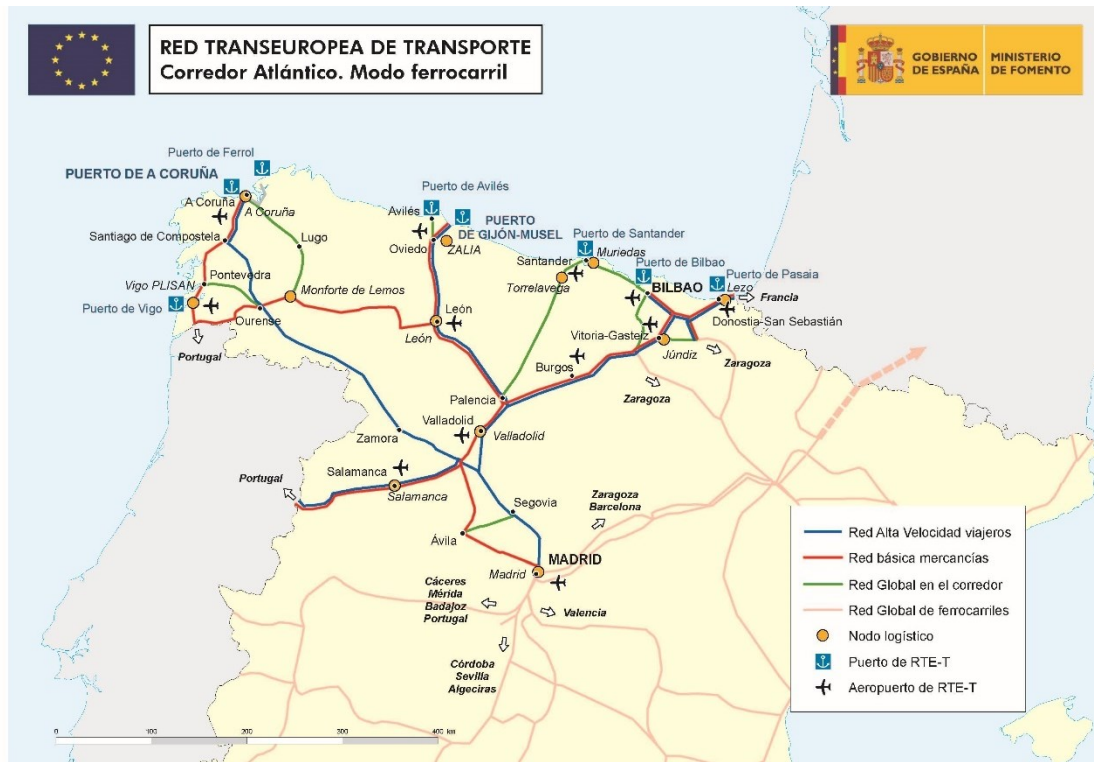 RED TRANSEUROPEA DE TRANSPORTE
Corredor Atlántico. Modo ferrocarril
GOBIERNO
DE ESPAÑA
MINISTERIO
DE FOMENTO
Puerto de Ferrol
PUERTO DE A CORUÑA
A Coruña
A Coruña
Santiago de Compostela
Lugo
Pontevedra
Vigo PLISAN
Monforte de Lemos
Puerto de Vigo
Ourense
Portugal
Puerto de Avilés
Avilés
PUERTO
DE GIJÓN-MUSEL
Oviedo
ZALIA
León
León
Puerto de Santander
Santander
Muriedas
Torrelavega
Puerto de Bilbao
BILBAO
Puerto de Pasaia
Lezo
Francia
Donostia-San Sebastián
Vitoria-Gasteiz
Júndiz
Zaragoza
Zaragoza
Burgos
Palencia
Valladolid
Valladolid
Zamora
Salamanca
Salamanca
Portugal
Segovia
Ávila
Zaragoza
Barcelona
MADRID
Madrid
Cáceres
Mérida
Badajoz
Portugal
Valencia
Córdoba
Sevilla
Algeciras
Red Alta Velocidad viajeros
Red básica mercancías
Red Global en el corredor
Red Global de ferrocarriles
Nodo logístico
Puerto de RTE-T
Aeropuerto de RTE-T
0 100 200 300 400 km